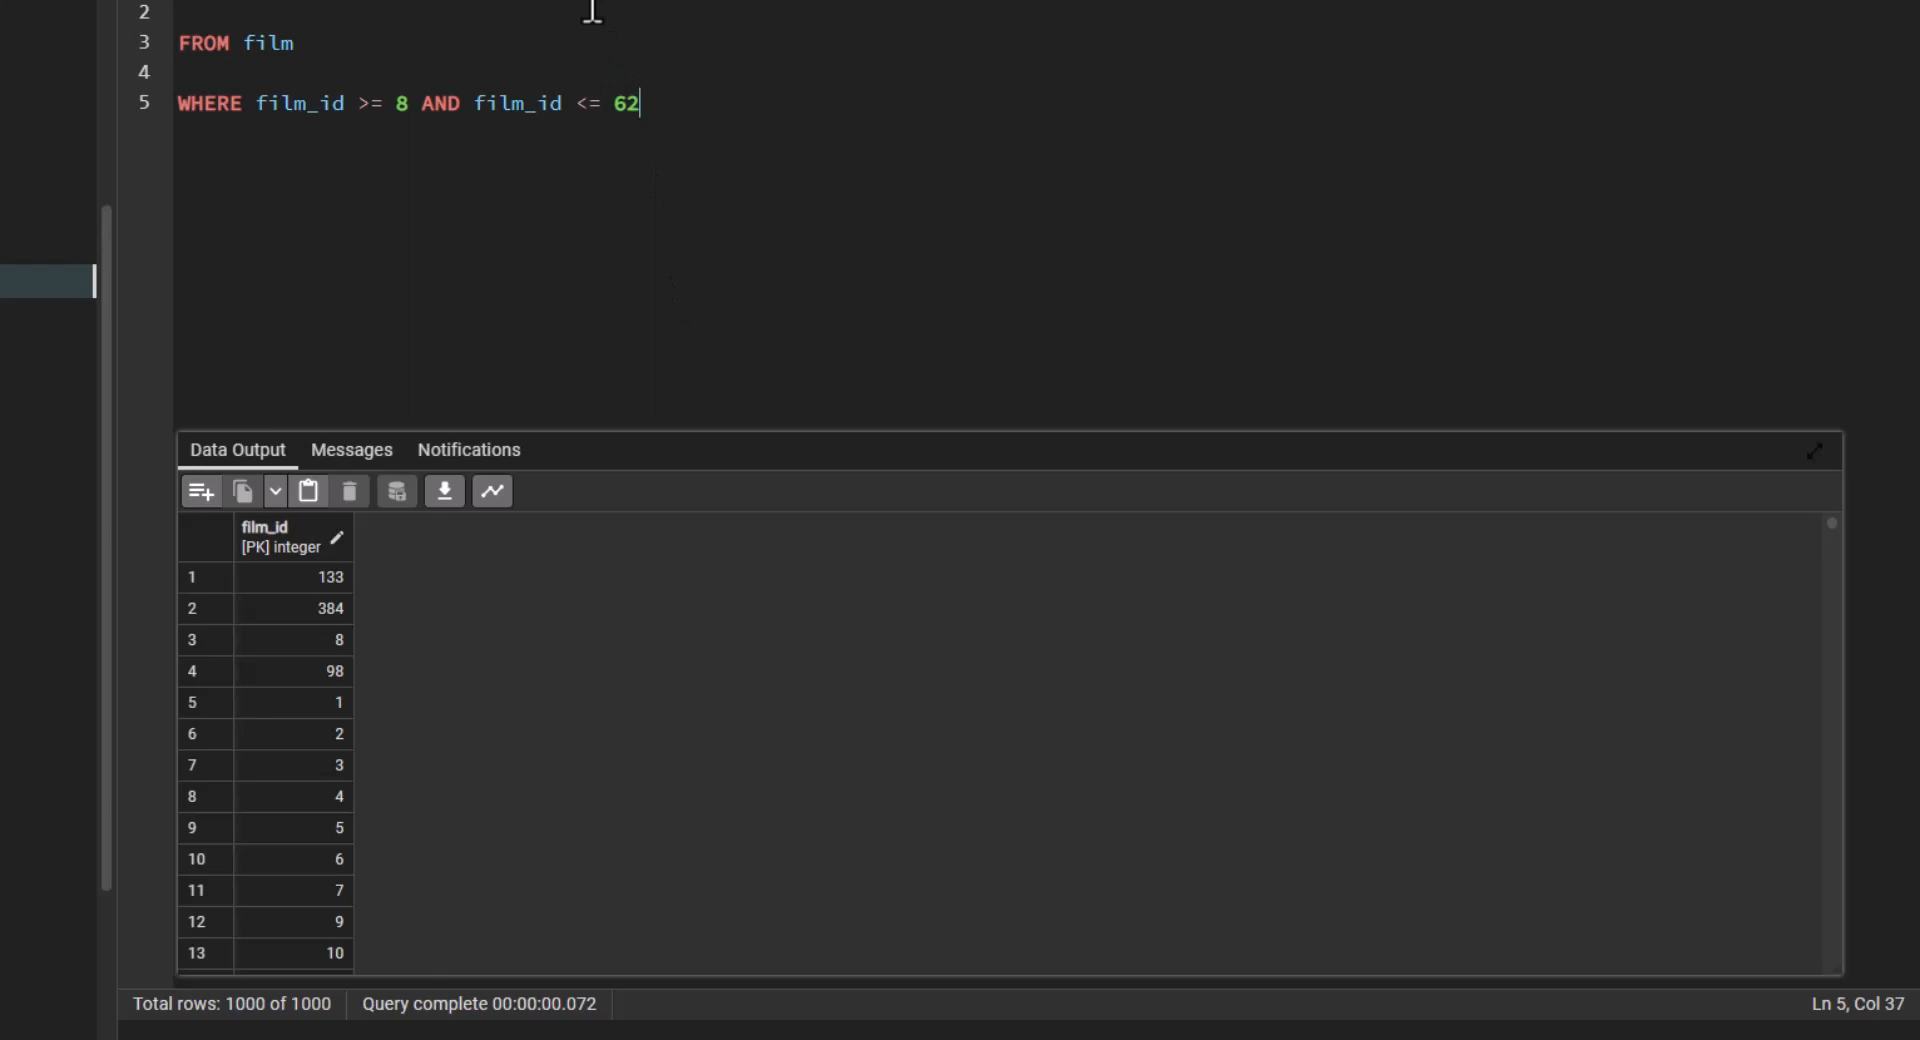 2
3 FROM film
4
5 WHERE film_id >= 8 AND film_id <= 62
Data Output Messages Notifications
film_id
[PK] integer
1 133
2 384
3 8
4 98
5 1
6 2
7 3
8 4
9 5
10 6
11 7
12 9
13 10
Total rows: 1000 of 1000 Query complete 00:00:00.072 Ln 5, Col 37